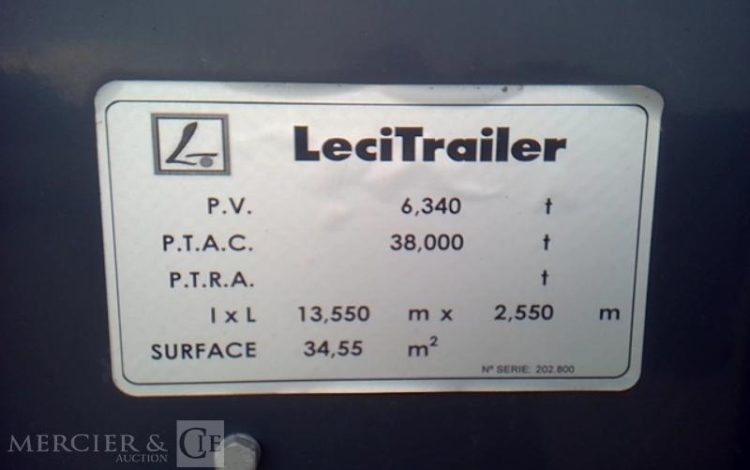 L.
LeciTrailer
P.V. 6,340 t
P.T.A.C. 38,000 t
P.T.R.A. t
l x L 13,550 m x 2,550 m
SURFACE 34,55 m²
Nº SERIE: 202.800
MERCIER & CIE
AUCTION